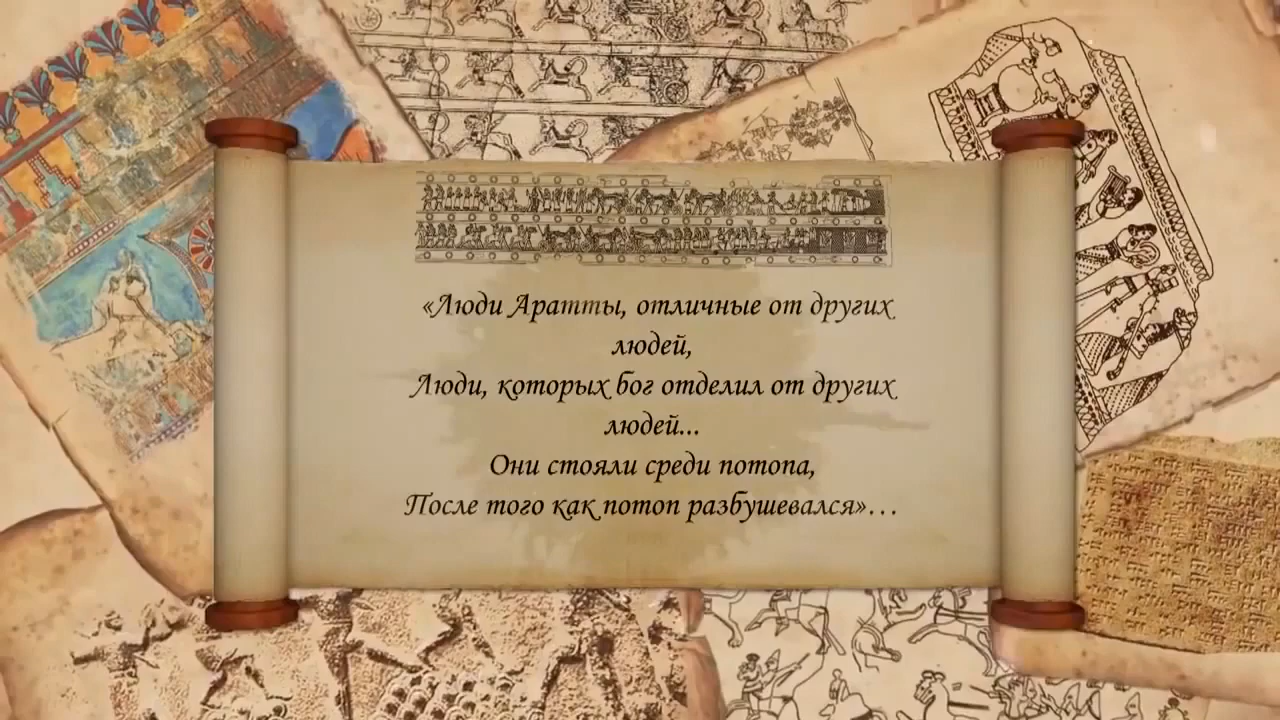 «Люди Аратты, отличные от других
людей,
Люди, которых бог отделил от других
людей...
Они стояли среди потопа,
После того как потоп разбушевался»...